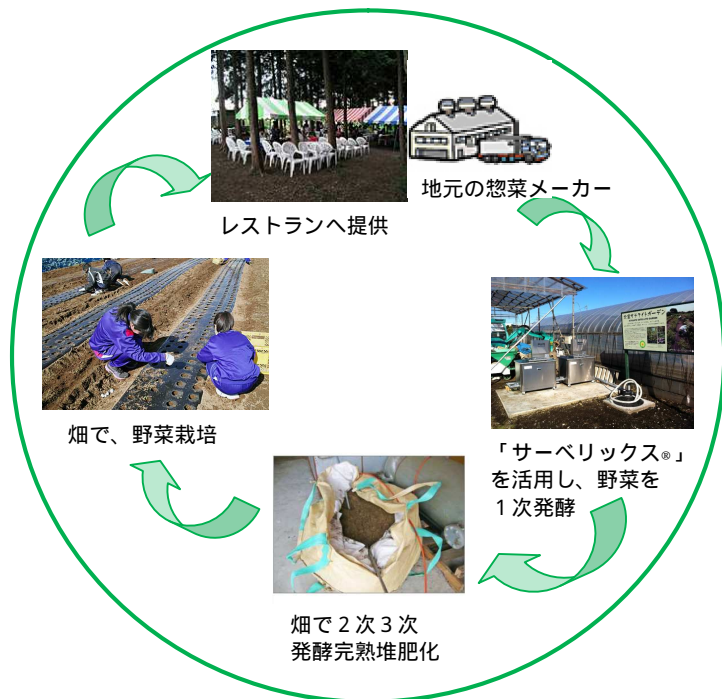 地元の惣菜メーカー
レストランへ提供
「サーベリックス®」
を活用し、野菜を
１次発酵
畑で、野菜栽培
畑で２次３次
発酵完熟堆肥化